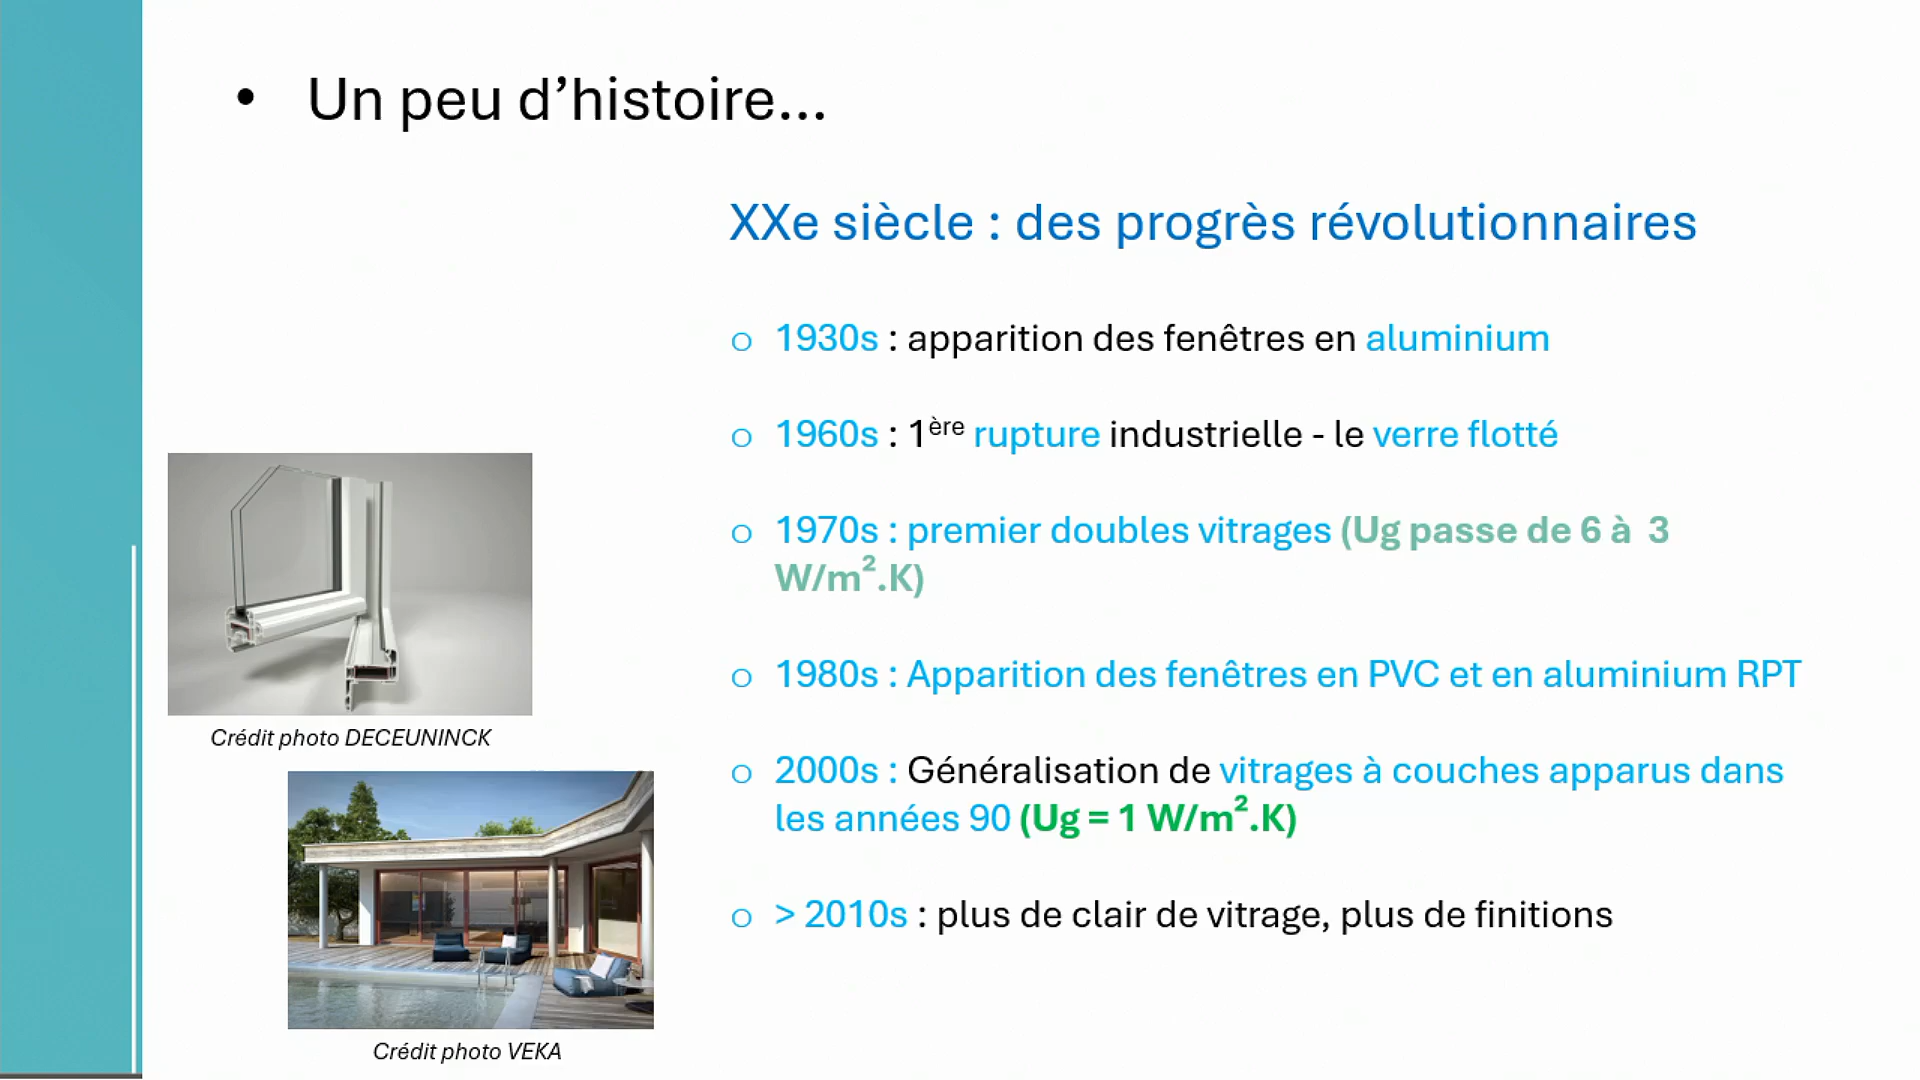 • Un peu d’histoire…
XXe siècle : des progrès révolutionnaires
o 1930s : apparition des fenêtres en aluminium
o 1960s : 1ère rupture industrielle - le verre flotté
o 1970s : premier doubles vitrages (Ug passe de 6 à 3
W/m².K)
o 1980s : Apparition des fenêtres en PVC et en aluminium RPT
o 2000s : Généralisation de vitrages à couches apparus dans
les années 90 (Ug = 1 W/m².K)
o > 2010s : plus de clair de vitrage, plus de finitions
Crédit photo DECEUNINCK
Crédit photo VEKA